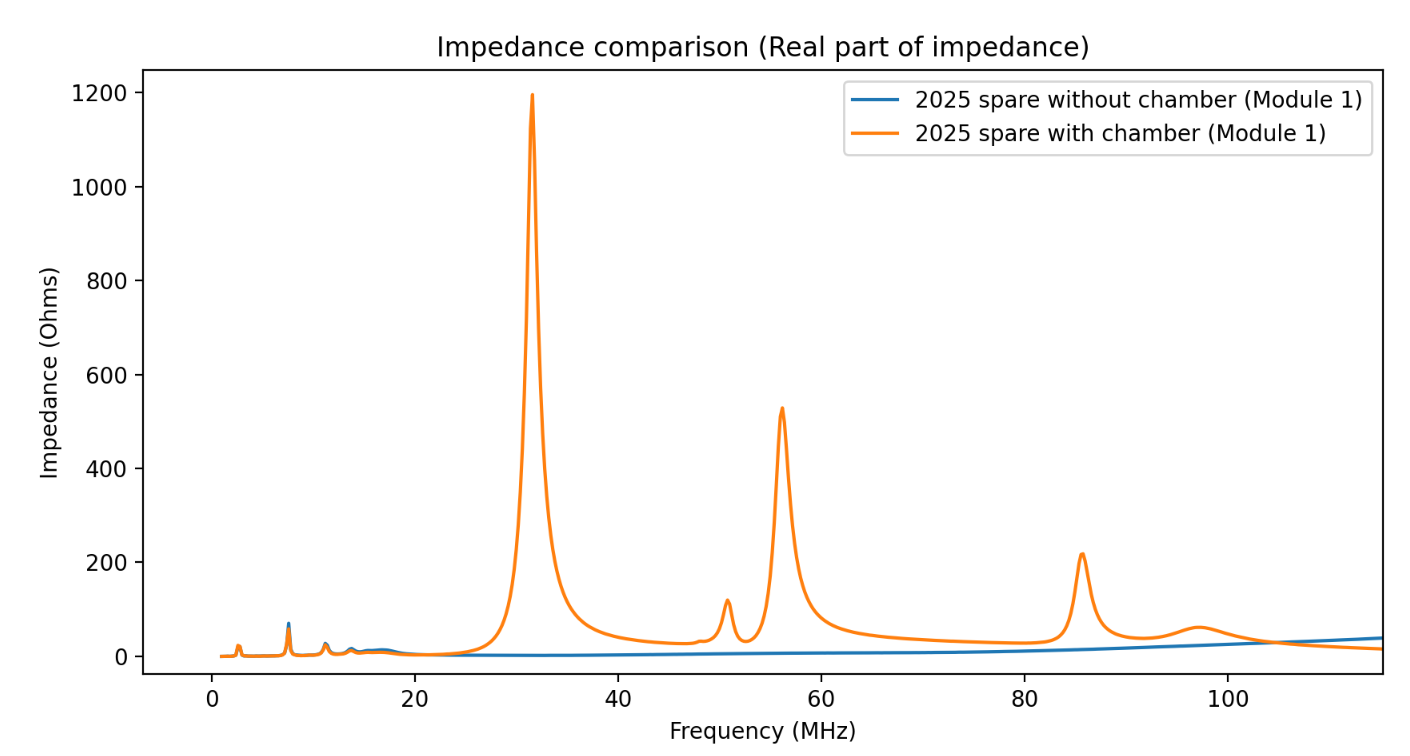 Impedance comparison (Real part of impedance)
2025 spare without chamber (Module 1)
2025 spare with chamber (Module 1)
Impedance (Ohms)
1200
1000
800
600
400
200
0
0 20 40 60 80 100
Frequency (MHz)